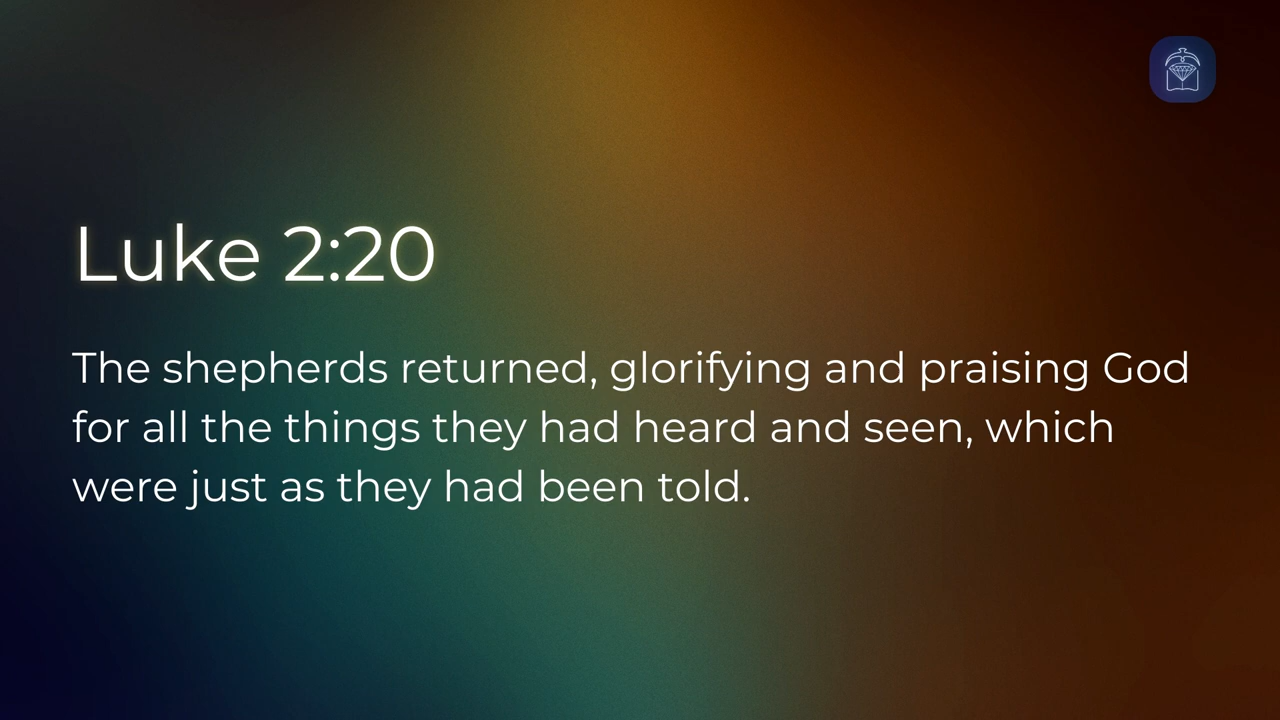 Luke 2:20
The shepherds returned, glorifying and praising God
for all the things they had heard and seen, which
were just as they had been told.